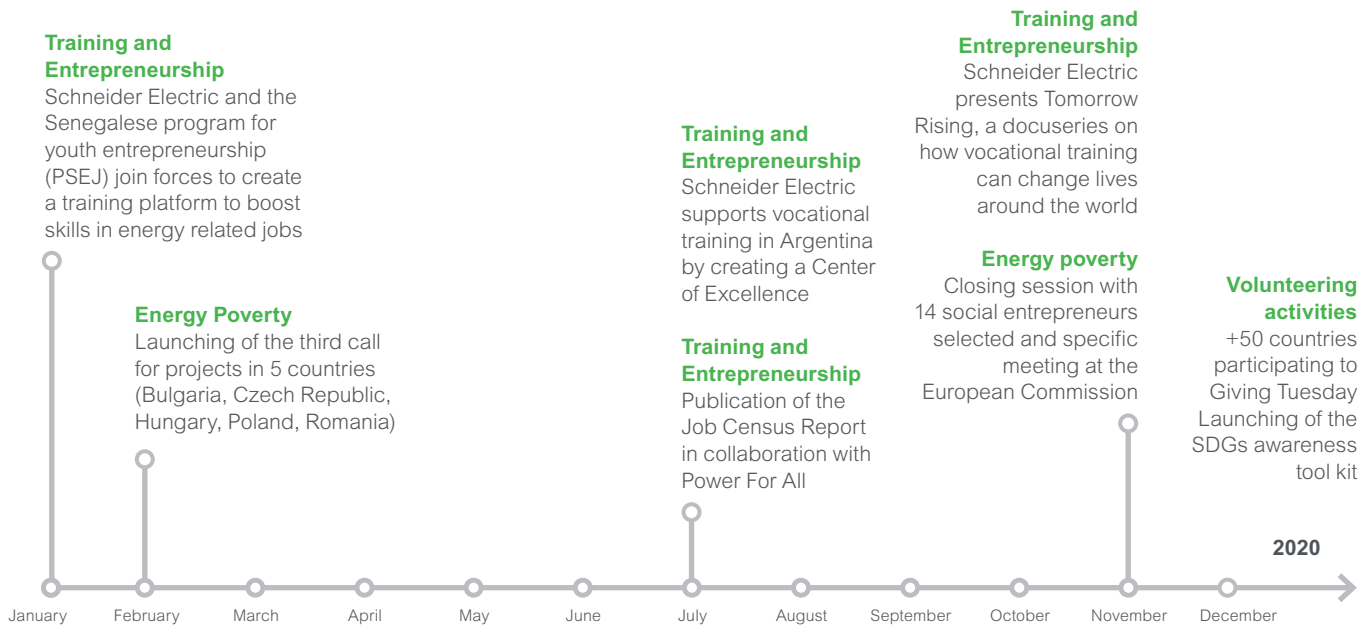 Training and
Entrepreneurship
Schneider Electric and the
Senegalese program for
youth entrepreneurship
(PSEJ) join forces to create
a training platform to boost
skills in energy related jobs
Energy Poverty
Launching of the third call
for projects in 5 countries
(Bulgaria, Czech Republic,
Hungary, Poland, Romania)
Training and
Entrepreneurship
Schneider Electric
supports vocational
training in Argentina
by creating a Center
of Excellence
Training and
Entrepreneurship
Publication of the
Job Census Report
in collaboration with
Power For All
Training and
Entrepreneurship
Schneider Electric
presents Tomorrow
Rising, a docuseries on
how vocational training
can change lives
around the world
Energy poverty
Closing session with
14 social entrepreneurs
selected and specific
meeting at the
European Commission
Volunteering
activities
+50 countries
participating to
Giving Tuesday
Launching of the
SDGs awareness
tool kit
2020
January February March April May June July August September October November December